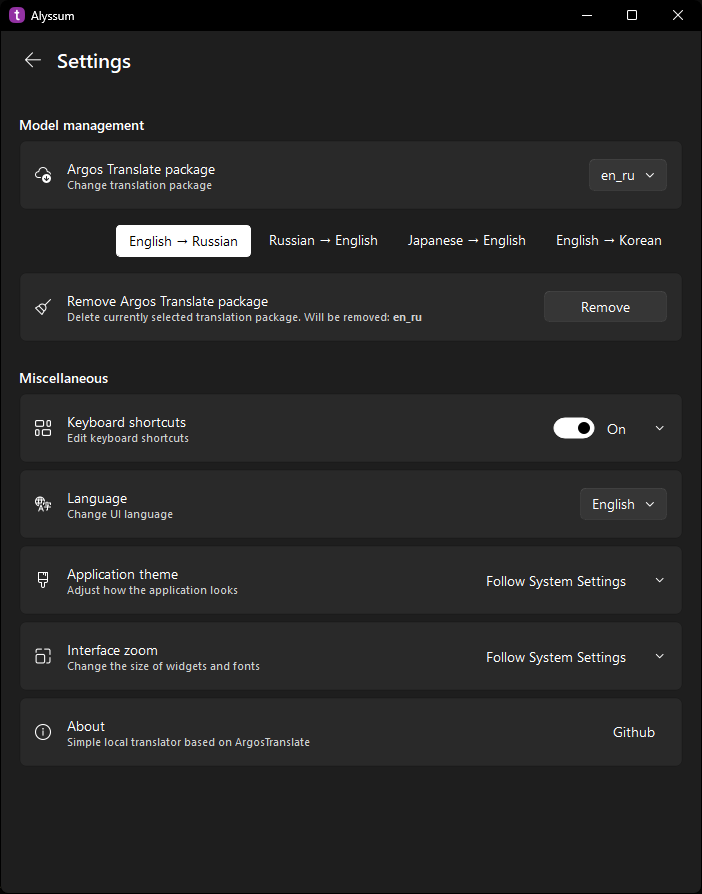 t Alyssum
Settings
Model management
Argos Translate package
Change translation package
en_ru
English → Russian
Russian → English
Japanese → English
English → Korean
Remove Argos Translate package
Delete currently selected translation package. Will be removed: en_ru
Remove
Miscellaneous
Keyboard shortcuts
Edit keyboard shortcuts
On
Language
Change UI language
English
Application theme
Adjust how the application looks
Follow System Settings
Interface zoom
Change the size of widgets and fonts
Follow System Settings
About
Simple local translator based on ArgosTranslate
Github